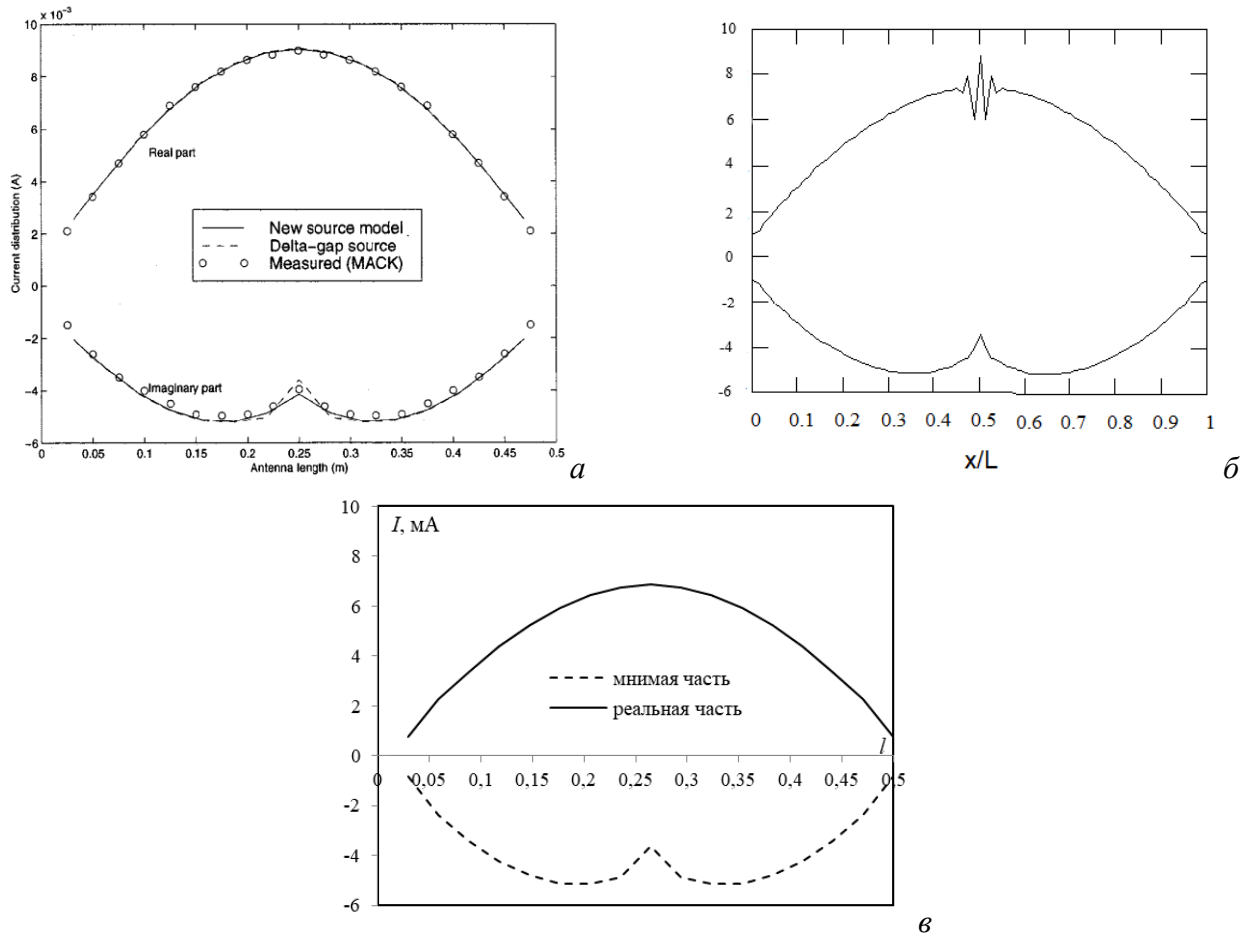 10 × 10⁻³
8
6
4
2
0
−2
−4
−6
Current distribution (A)
Real part
New source model
Delta−gap source
Measured (MACK)
Imaginary part
0 0.05 0.1 0.15 0.2 0.25 0.3 0.35 0.4 0.45 0.5
Antenna length (m)
а
10
8
6
4
2
0
-2
-4
-6
0 0.1 0.2 0.3 0.4 0.5 0.6 0.7 0.8 0.9 1
x/L
б
10
8
6
4
2
0
-2
-4
-6
I, мА
мнимая часть
реальная часть
l
0 0,05 0,1 0,15 0,2 0,25 0,3 0,35 0,4 0,45 0,5
в